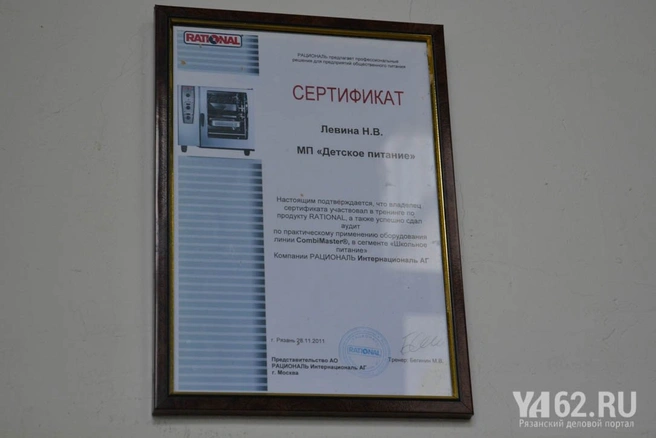 RATIONAL
РАЦИОНАЛЬ предлагает профессиональные
решения для предприятий общественного питания
СЕРТИФИКАТ
Левина Н.В.
МП «Детское питание»
Настоящим подтверждается, что владелец
сертификата участвовал в тренинге по
продукту RATIONAL, а также успешно сдал
аудит
по практическому применению оборудования
линии CombiMaster®, в сегменте «Школьное
питание»
Компании РАЦИОНАЛЬ Интернациональ АГ
г. Рязань 28.11.2011.
RATIONAL
Представительство АО
РАЦИОНАЛЬ Интернациональ АГ
г. Москва
Тренер М.В.
YA62.RU
Рязанский деловой портал